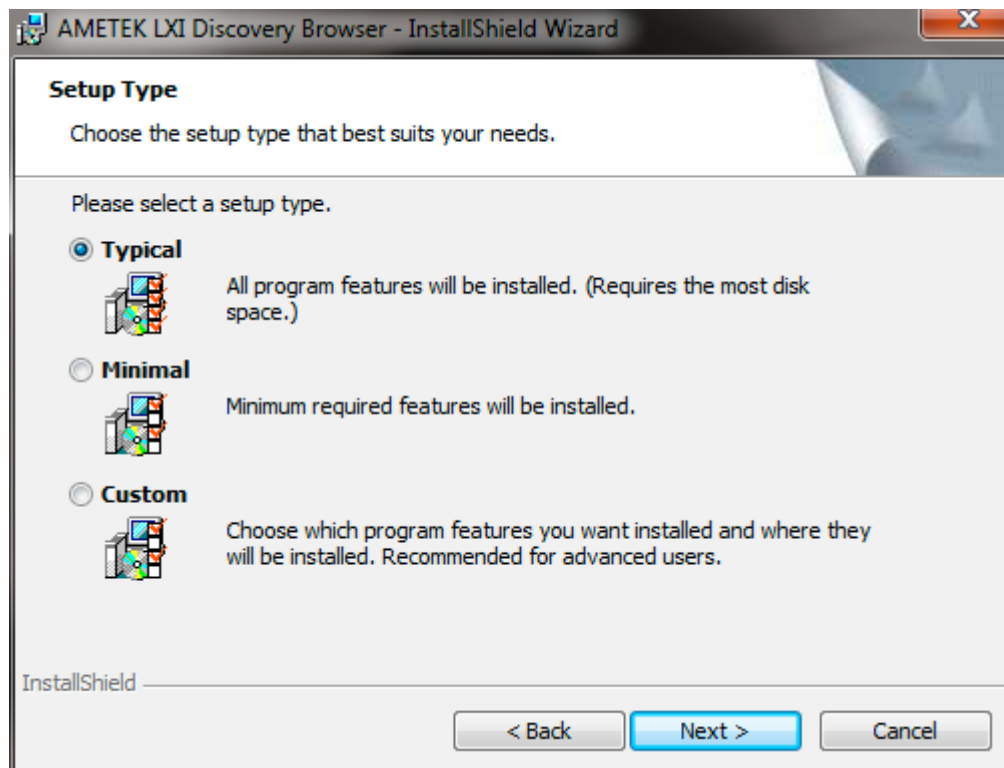 AMETEK LXI Discovery Browser - InstallShield Wizard
Setup Type
Choose the setup type that best suits your needs.
Please select a setup type.
Typical
All program features will be installed. (Requires the most disk
space.)
Minimal
Minimum required features will be installed.
Custom
Choose which program features you want installed and where they
will be installed. Recommended for advanced users.
InstallShield
< Back
Next >
Cancel